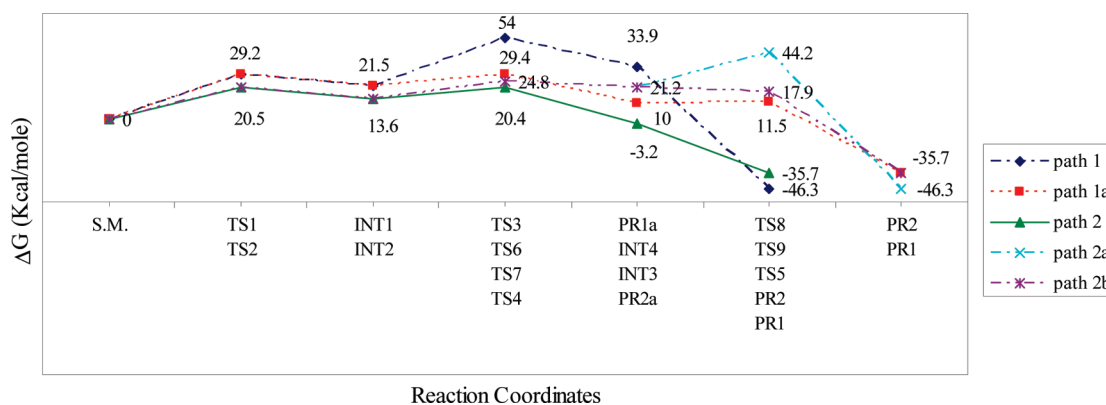 54
29.2
21.5
29.4
33.9
44.2
24.8
21.2
17.9
0
20.5
13.6
20.4
10
11.5
-3.2
-35.7
-46.3
-35.7
-46.3
ΔG (Kcal/mole)
S.M.
TS1
TS2
INT1
INT2
TS3
TS6
TS7
TS4
PR1a
INT4
INT3
PR2a
TS8
TS9
TS5
PR2
PR1
PR2
PR1
Reaction Coordinates
path 1
path 1a
path 2
path 2a
path 2b